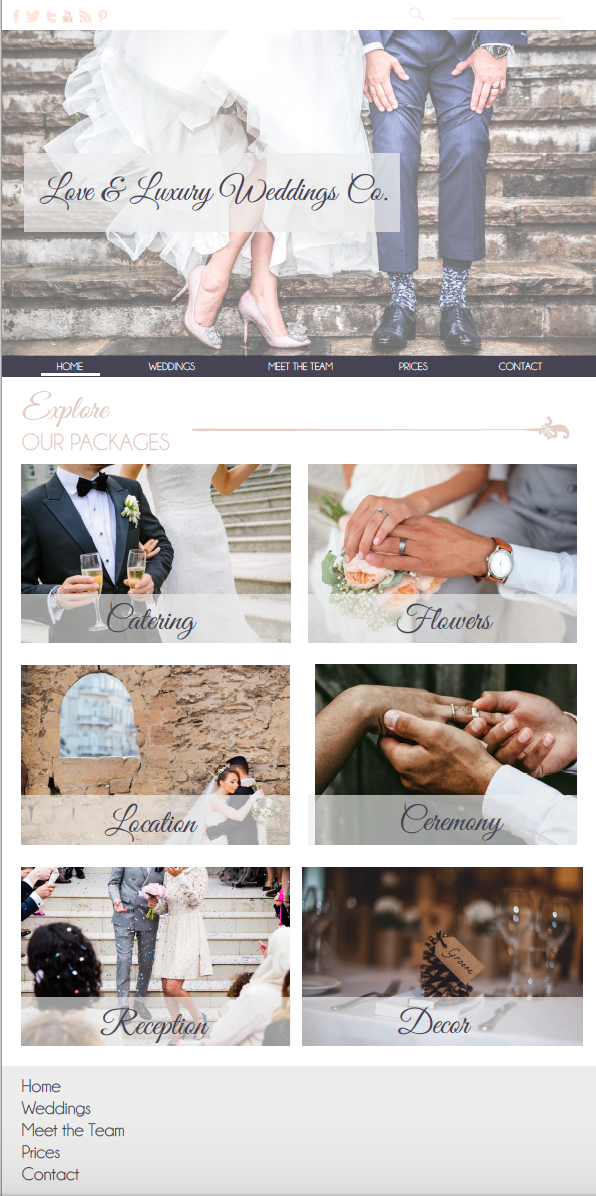 Love & Luxury Weddings Co.
HOME WEDDINGS MEET THE TEAM PRICES CONTACT
Explore
OUR PACKAGES
Catering Flowers
Location Ceremony
Groom
Reception Decor
Home
Weddings
Meet the Team
Prices
Contact